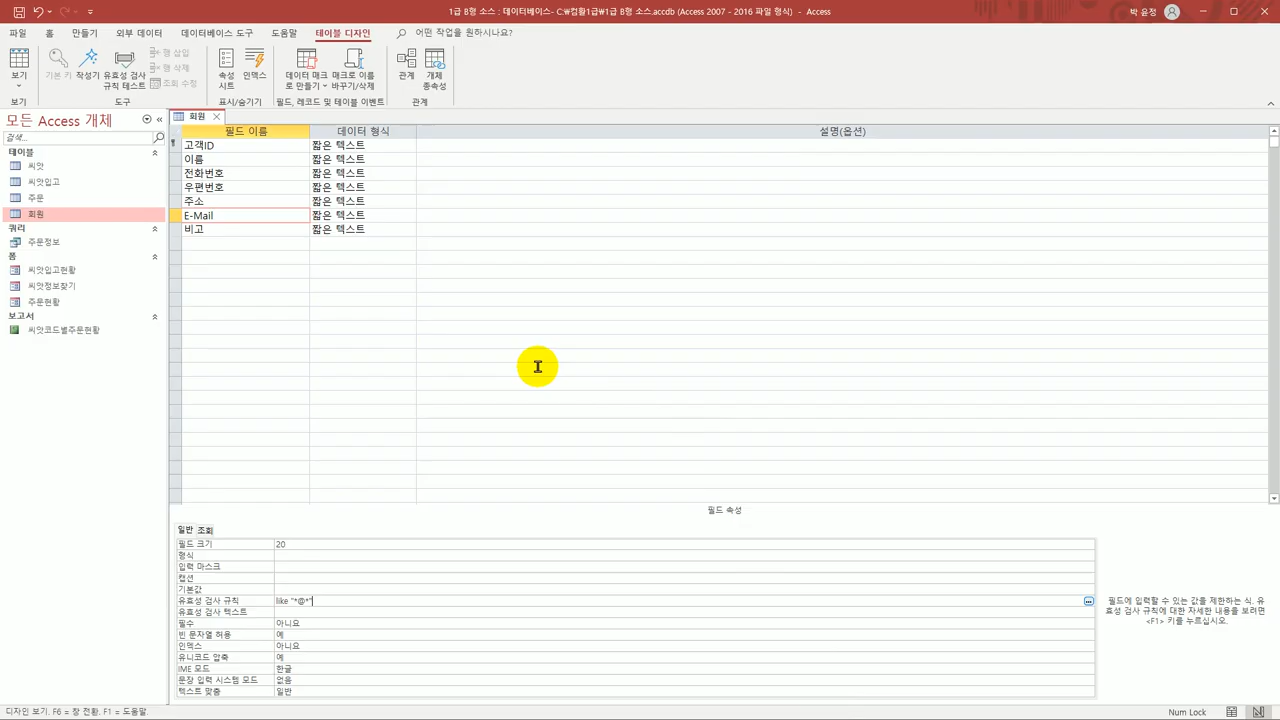 1급 B형 소스 : 데이터베이스- C:₩컴활1급₩1급 B형 소스.accdb (Access 2007 - 2016 파일 형식) - Access
박 윤정
파일 홈 만들기 외부 데이터 데이터베이스 도구 도움말 테이블 디자인 어떤 작업을 원하시나요?
보기
기본 키
작성기
유효성 검사
규칙 테스트
행 삽입
행 삭제
조회 수정
속성
시트
인덱스
데이터 매크
로 만들기
매크로 이름
바꾸기/삭제
관계
개체
종속성
보기 도구 표시/숨기기 필드, 레코드 및 테이블 이벤트 관계
모든 Access 개체
검색...
테이블
씨앗
씨앗입고
주문
회원
쿼리
주문정보
폼
씨앗입고현황
씨앗정보찾기
주문현황
보고서
씨앗코드별주문현황
회원
필드 이름 데이터 형식 설명(옵션)
고객ID 짧은 텍스트
이름 짧은 텍스트
전화번호 짧은 텍스트
우편번호 짧은 텍스트
주소 짧은 텍스트
E-Mail 짧은 텍스트
비고 짧은 텍스트
필드 속성
일반 조회
필드 크기 20
형식
입력 마스크
캡션
기본값
유효성 검사 규칙 like "*@*"
유효성 검사 텍스트
필수 아니요
빈 문자열 허용 예
인덱스 아니요
유니코드 압축 예
IME 모드 한글
문장 입력 시스템 모드 없음
텍스트 맞춤 일반
필드에 입력할 수 있는 값을 제한하는 식. 유
효성 검사 규칙에 대한 자세한 내용을 보려면
<F1> 키를 누르십시오.
디자인 보기. F6 = 창 전환. F1 = 도움말.
Num Lock